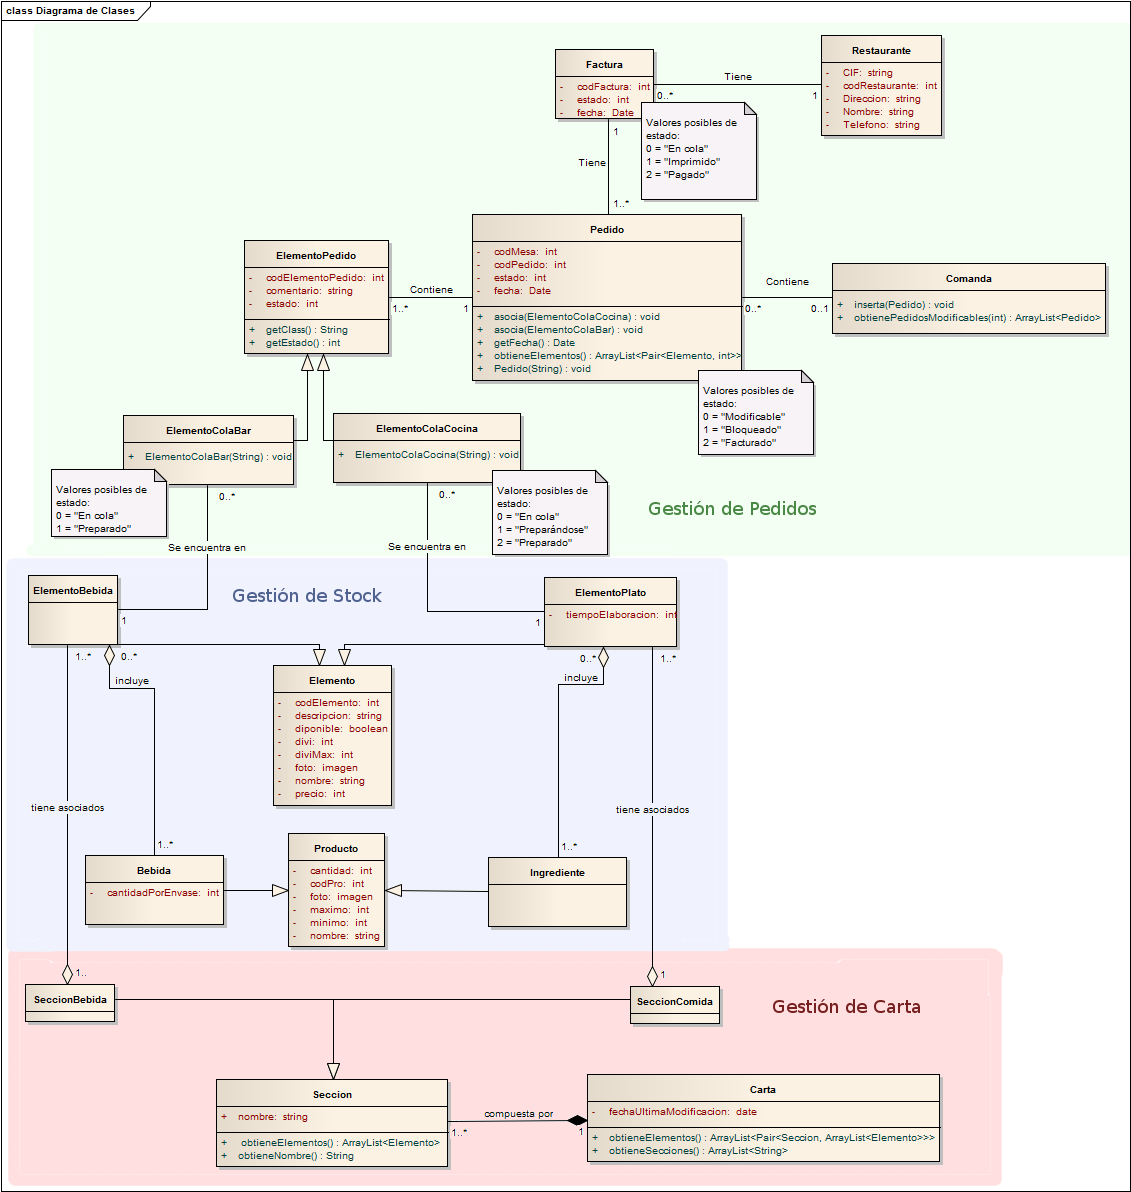 class Diagrama de Clases
Factura
- codFactura: int
- estado: int
- fecha: Date
Tiene
0..*
1
Restaurante
- CIF: string
- codRestaurante: int
- Direccion: string
- Nombre: string
- Telefono: string
Valores posibles de
estado:
0 = "En cola"
1 = "Imprimido"
2 = "Pagado"
1
Tiene
1..*
Pedido
- codMesa: int
- codPedido: int
- estado: int
- fecha: Date
+ asocia(ElementoColaCocina) : void
+ asocia(ElementoColaBar) : void
+ getFecha() : Date
+ obtieneElementos() : ArrayList<Pair<Elemento, int>>
+ Pedido(String) : void
ElementoPedido
- codElementoPedido: int
- comentario: string
- estado: int
+ getClass() : String
+ getEstado() : int
Contiene
1..*
1
Contiene
0..*
0..1
Comanda
+ inserta(Pedido) : void
+ obtienePedidosModificables(int) : ArrayList<Pedido>
Valores posibles de
estado:
0 = "Modificable"
1 = "Bloqueado"
2 = "Facturado"
ElementoColaBar
+ ElementoColaBar(String) : void
ElementoColaCocina
+ ElementoColaCocina(String) : void
Valores posibles de
estado:
0 = "En cola"
1 = "Preparado"
0..*
0..*
Valores posibles de
estado:
0 = "En cola"
1 = "Preparándose"
2 = "Preparado"
Gestión de Pedidos
Se encuentra en
Se encuentra en
Gestión de Stock
ElementoBebida
1
ElementoPlato
- tiempoElaboracion: int
1
1..*
0..*
incluye
0..*
1..*
incluye
Elemento
- codElemento: int
- descripcion: string
- diponible: boolean
- divi: int
- diviMax: int
- foto: imagen
- nombre: string
- precio: int
tiene asociados
tiene asociados
1..*
1..*
Bebida
- cantidadPorEnvase: int
Producto
- cantidad: int
- codPro: int
- foto: imagen
- maximo: int
- minimo: int
- nombre: string
Ingrediente
1..
1
SeccionBebida
SeccionComida
Gestión de Carta
Seccion
+ nombre: string
+ obtieneElementos() : ArrayList<Elemento>
+ obtieneNombre() : String
compuesta por
1..*
1
Carta
- fechaUltimaModificacion: date
+ obtieneElementos() : ArrayList<Pair<Seccion, ArrayList<Elemento>>>
+ obtieneSecciones() : ArrayList<String>